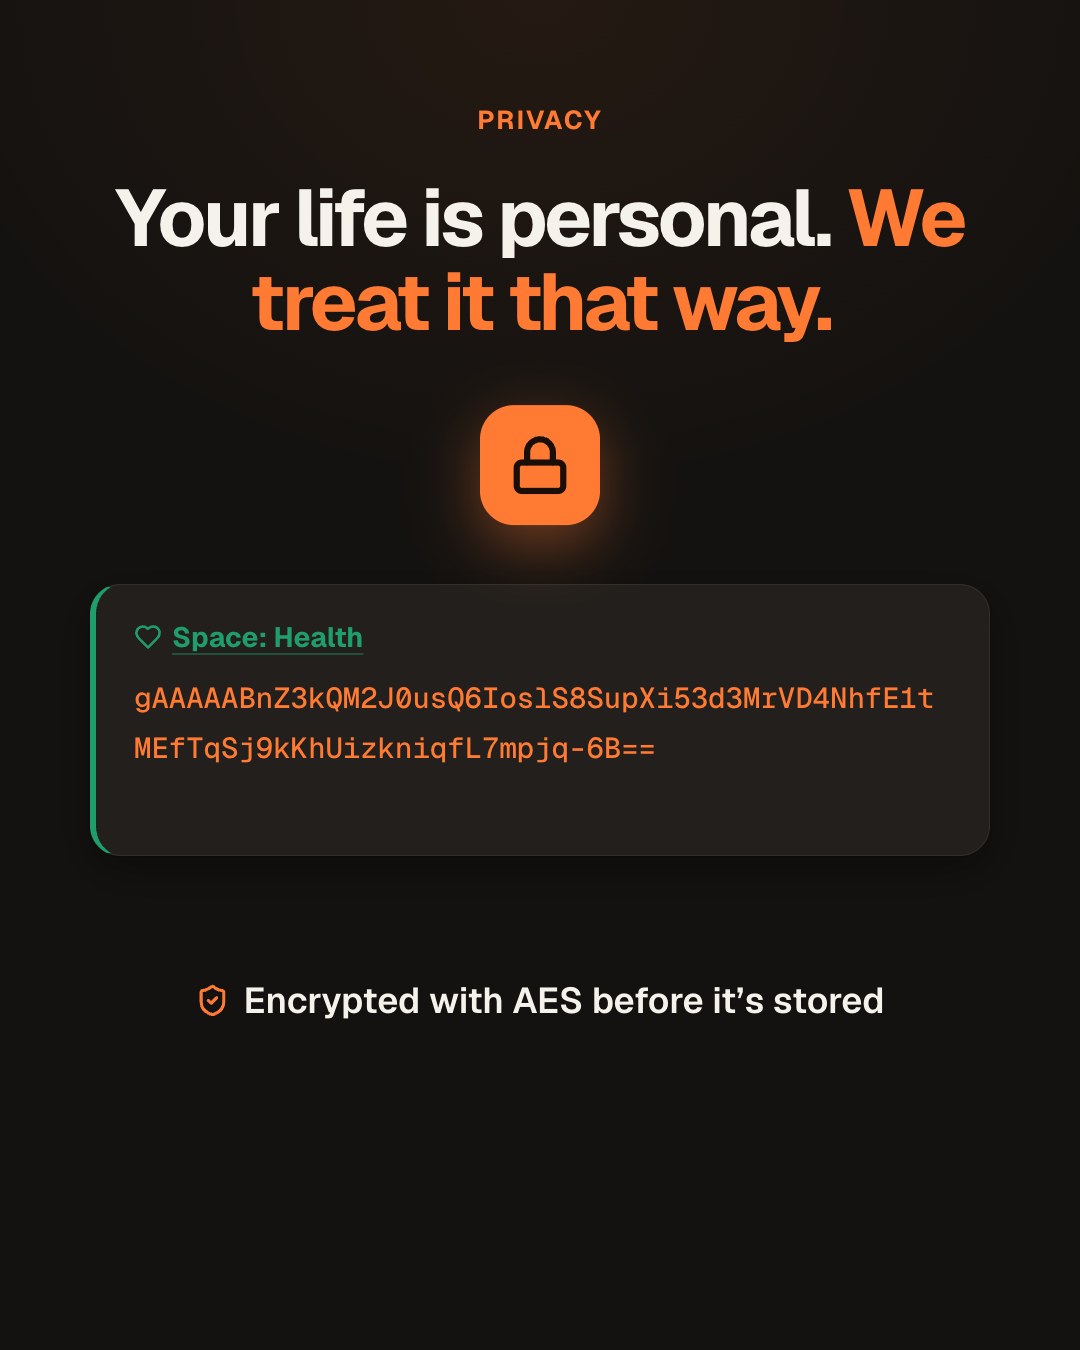 PRIVACY
Your life is personal. We
treat it that way.
Space: Health
gAAAAABnZ3kQM2J0usQ6IoslS8SupXi53d3MrVD4NhfE1t
MEfTqSj9kKhUizkniqfL7mpjq-6B==
Encrypted with AES before it’s stored